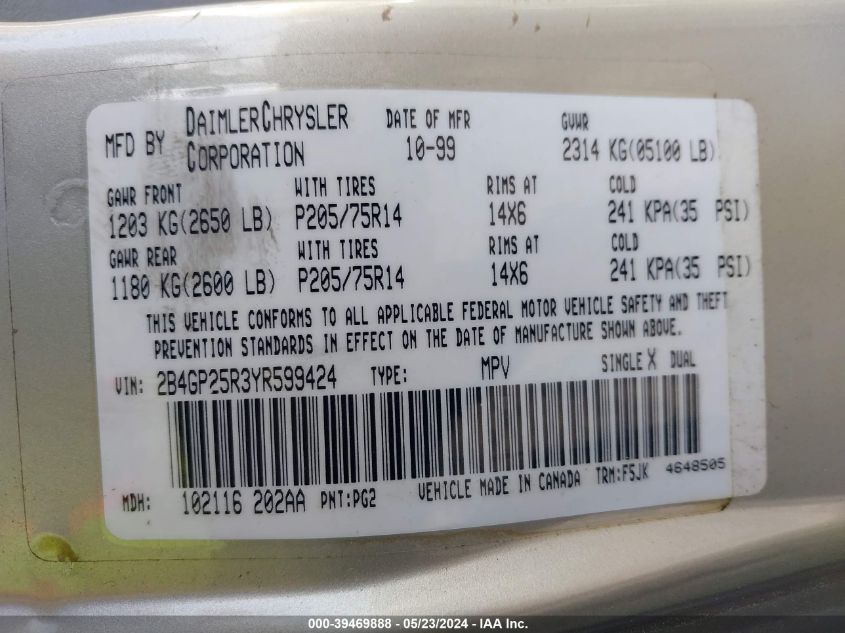 MFD BY DAIMLERCHRYSLER CORPORATION DATE OF MFR 10-99 GVWR 2314 KG(05100 LB)
GAWR FRONT WITH TIRES RIMS AT COLD
1203 KG(2650 LB) P205/75R14 14X6 241 KPA(35 PSI)
GAWR REAR WITH TIRES RIMS AT COLD
1180 KG(2600 LB) P205/75R14 14X6 241 KPA(35 PSI)
THIS VEHICLE CONFORMS TO ALL APPLICABLE FEDERAL MOTOR VEHICLE SAFETY AND THEFT
PREVENTION STANDARDS IN EFFECT ON THE DATE OF MANUFACTURE SHOWN ABOVE.
VIN: 2B4GP25R3YR599424 TYPE: MPV SINGLE X DUAL
MDH: 102116 202AA PNT:PG2 VEHICLE MADE IN CANADA TRM:F5JK 4648505
000-39469888 - 05/23/2024 - IAA Inc.